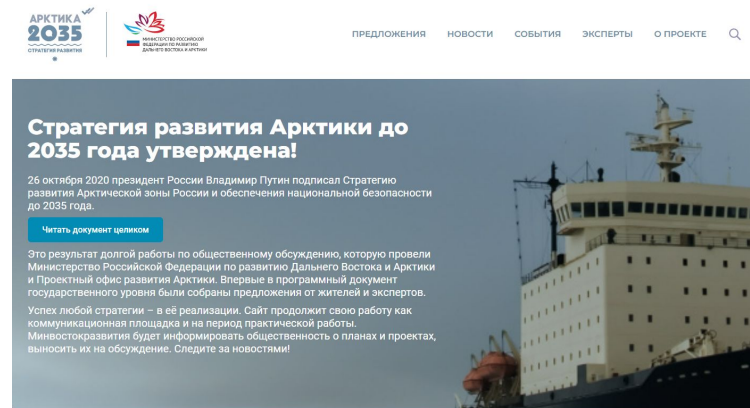 АРКТИКА
2035
СТРАТЕГИЯ РАЗВИТИЯ
МИНИСТЕРСТВО РОССИЙСКОЙ
ФЕДЕРАЦИИ ПО РАЗВИТИЮ
ДАЛЬНЕГО ВОСТОКА И АРКТИКИ
ПРЕДЛОЖЕНИЯ НОВОСТИ СОБЫТИЯ ЭКСПЕРТЫ О ПРОЕКТЕ
Стратегия развития Арктики до
2035 года утверждена!
26 октября 2020 президент России Владимир Путин подписал Стратегию
развития Арктической зоны России и обеспечения национальной безопасности
до 2035 года.
Читать документ целиком
Это результат долгой работы по общественному обсуждению, которую провели
Министерство Российской Федерации по развитию Дальнего Востока и Арктики
и Проектный офис развития Арктики. Впервые в программный документ
государственного уровня были собраны предложения от жителей и экспертов.
Успех любой стратегии – в её реализации. Сайт продолжит свою работу как
коммуникационная площадка и на период практической работы.
Минвостокразвития будет информировать общественность о планах и проектах,
выносить их на обсуждение. Следите за новостями!